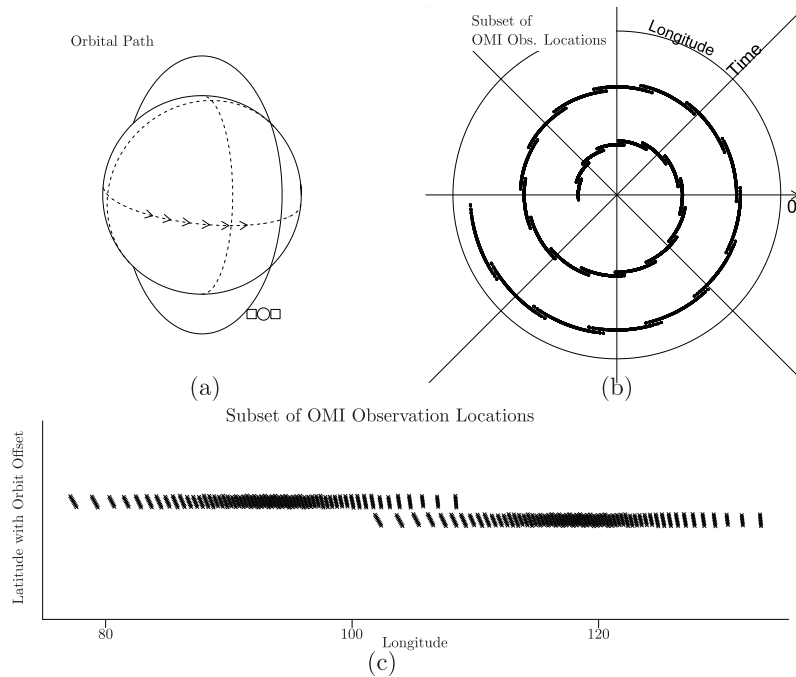 Orbital Path
(a)
Subset of
OMI Obs. Locations
Longitude
Time
0
(b)
Subset of OMI Observation Locations
Latitude with Orbit Offset
80
100
120
Longitude
(c)